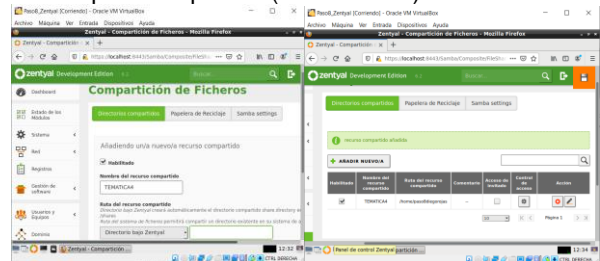 Paso8_Zentyal (Corriendo) - Oracle VM VirtualBox
Archivo Máquina Ver Entrada Dispositivos Ayuda
Zentyal - Compartición de Ficheros - Mozilla Firefox
Zentyal - Compartición
https://localhost:8443/Samba/Composite/FileSh
zentyal Development Edition
Buscar...
Dashboard
Estado de los Módulos
Sistema
Red
Registros
Gestión de software
Usuarios y Equipos
Dominio
Compartición de Ficheros
Directorios compartidos Papelera de Reciclaje Samba settings
Añadiendo un/a nuevo/a recurso compartido
Habilitado
Nombre del recurso compartido
TEMATICA4
Ruta del recurso compartido
Directorio bajo Zentyal
Zentyal - Compartición ...
12:32
CTRL DERECHA
Paso8_Zentyal (Corriendo) - Oracle VM VirtualBox
Archivo Máquina Ver Entrada Dispositivos Ayuda
Zentyal - Compartición de Ficheros - Mozilla Firefox
Zentyal - Compartición
https://localhost:8443/Samba/Composite/FileSh
zentyal Development Edition
Directorios compartidos Papelera de Reciclaje Samba settings
recurso compartido añadido
+ AÑADIR NUEVO/A
Habilitado
Nombre del recurso compartido
Ruta del recurso compartido
Comentario
Acceso de invitado
Control de acceso
Acción
TEMATICA4
-
10
Página 1
Panel de control Zentyal
12:34
CTRL DERECHA